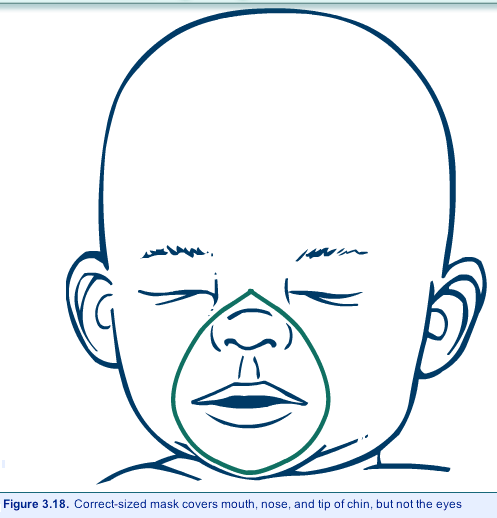 Figure 3.18. Correct-sized mask covers mouth, nose, and tip of chin, but not the eyes